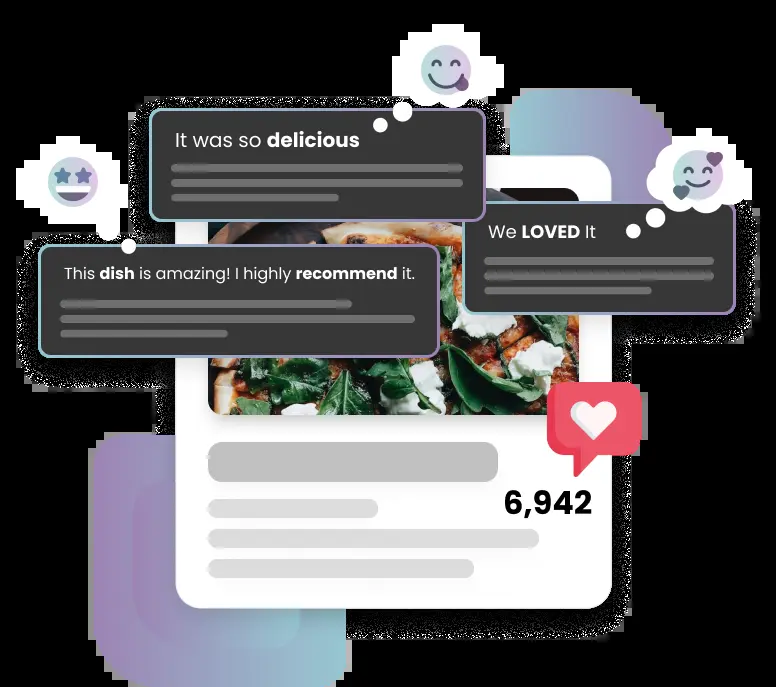 It was so delicious
We LOVED It
This dish is amazing! I highly recommend it.
6,942